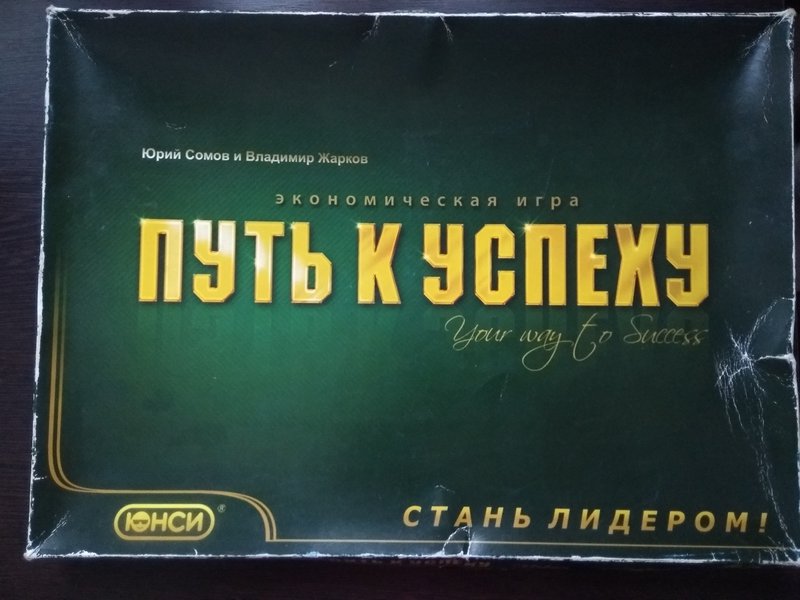 Юрий Сомов и Владимир Жарков
экономическая игра
ПУТЬ К УСПЕХУ
Your way to Success
ЮНСИ ®
СТАНЬ ЛИДЕРОМ!